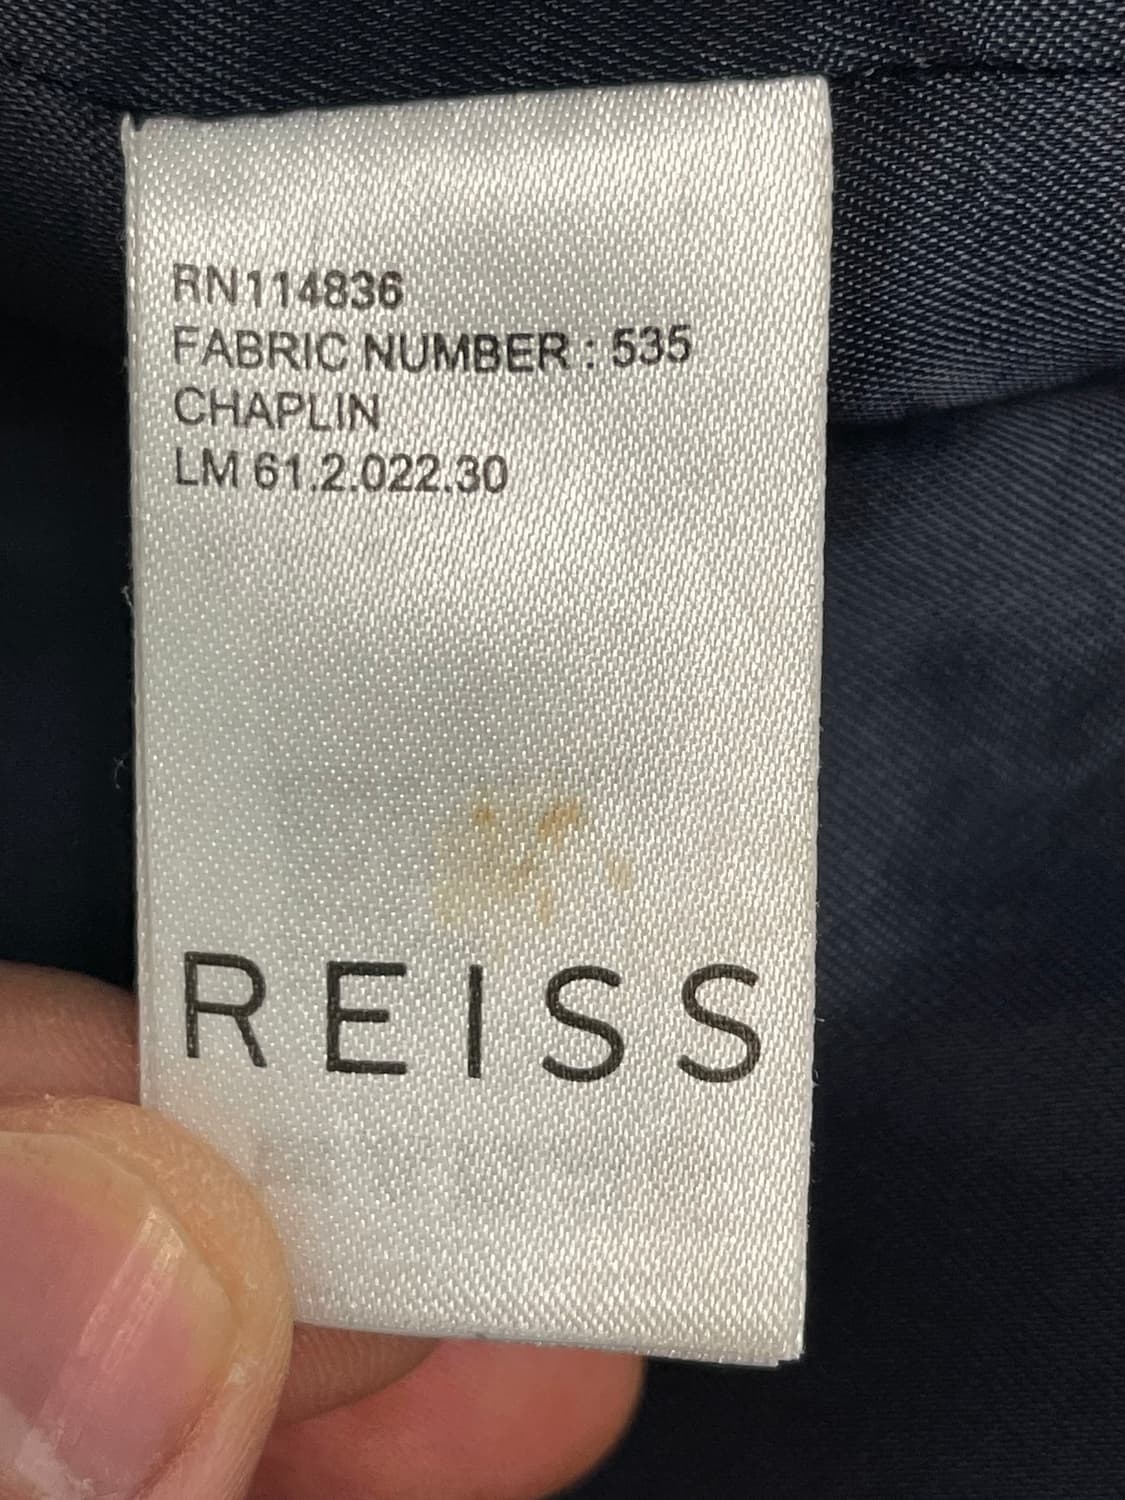 RN114836
FABRIC NUMBER : 535
CHAPLIN
LM 61.2.022.30
REISS